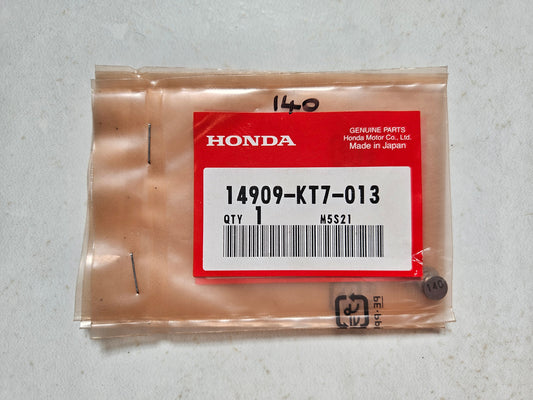 140
HONDA
GENUINE PARTS
Honda Motor Co., Ltd.
Made in Japan
14909-KT7-013
QTY 1 M5S21
140